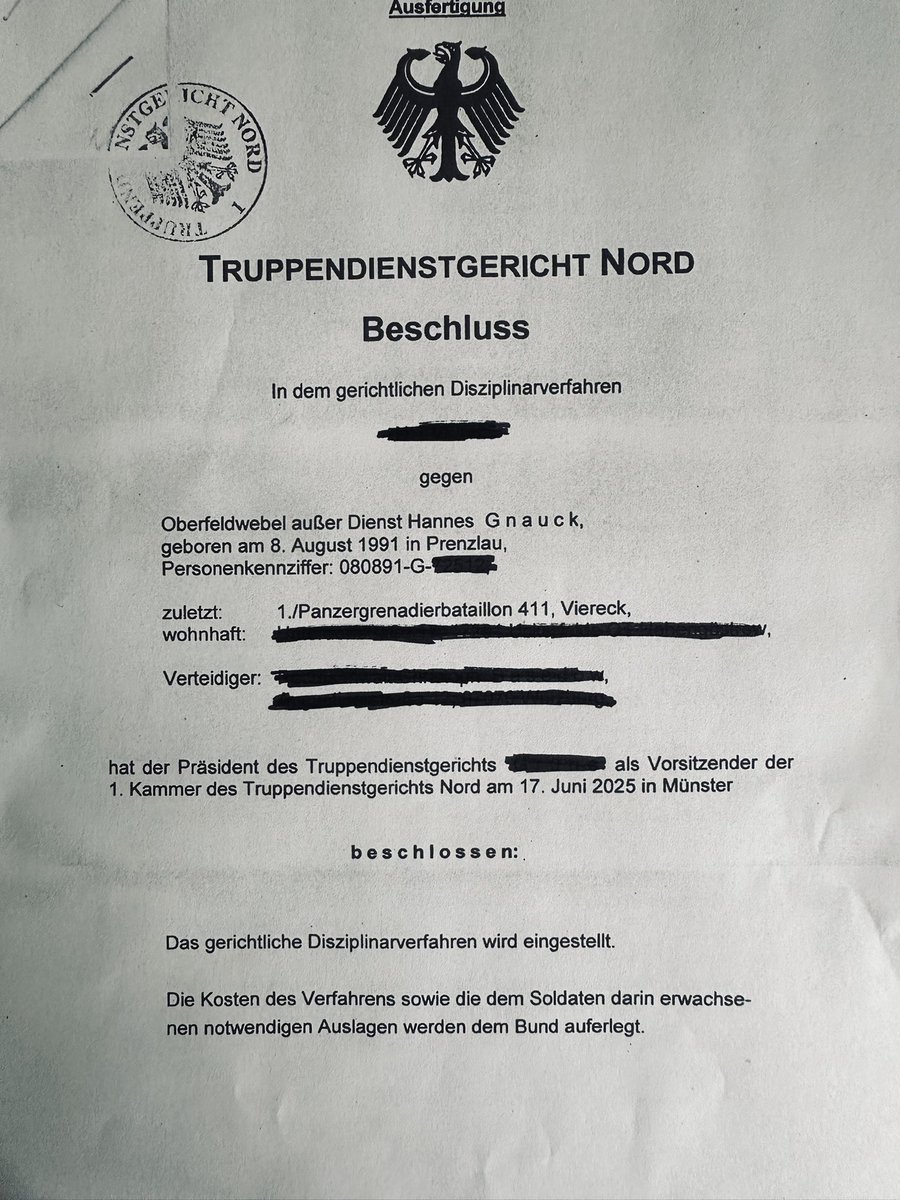 Ausfertigung
TRUPPENDIENSTGERICHT NORD 1
TRUPPENDIENSTGERICHT NORD
Beschluss
In dem gerichtlichen Disziplinarverfahren
gegen
Oberfeldwebel außer Dienst Hannes G n a u c k,
geboren am 8. August 1991 in Prenzlau,
Personenkennziffer: 080891-G-
zuletzt: 1./Panzergrenadierbataillon 411, Viereck,
wohnhaft: ,
Verteidiger: ,
hat der Präsident des Truppendienstgerichts als Vorsitzender der
1. Kammer des Truppendienstgerichts Nord am 17. Juni 2025 in Münster
b e s c h l o s s e n:
Das gerichtliche Disziplinarverfahren wird eingestellt.
Die Kosten des Verfahrens sowie die dem Soldaten darin erwachse-
nen notwendigen Auslagen werden dem Bund auferlegt.